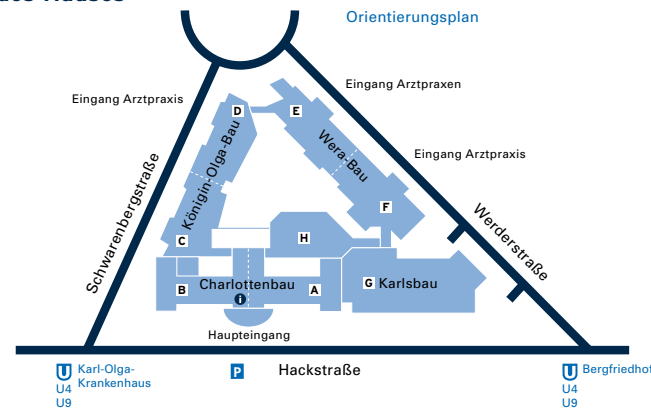 Orientierungsplan
Eingang Arztpraxis
Eingang Arztpraxen
Eingang Arztpraxis
D
E
Königin-Olga-Bau
Wera-Bau
Schwarenbergstraße
Werderstraße
F
C
H
B
Charlottenbau
A
G Karlsbau
i
Haupteingang
Hackstraße
U Karl-Olga-
Krankenhaus
U4
U9
P
U Bergfriedhof
U4
U9